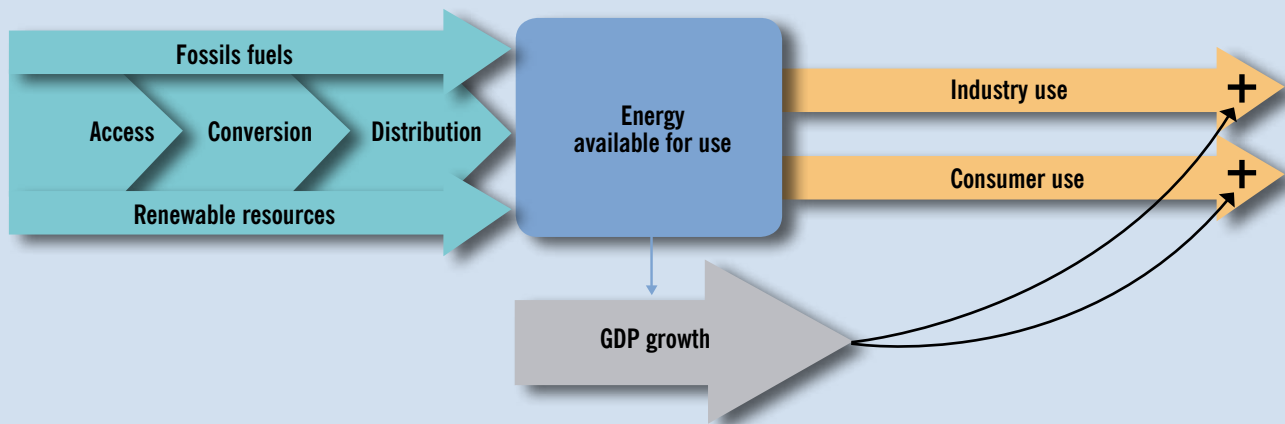 Fossils fuels
Access
Conversion
Distribution
Renewable resources
Energy
available for use
Industry use
+
Consumer use
+
GDP growth